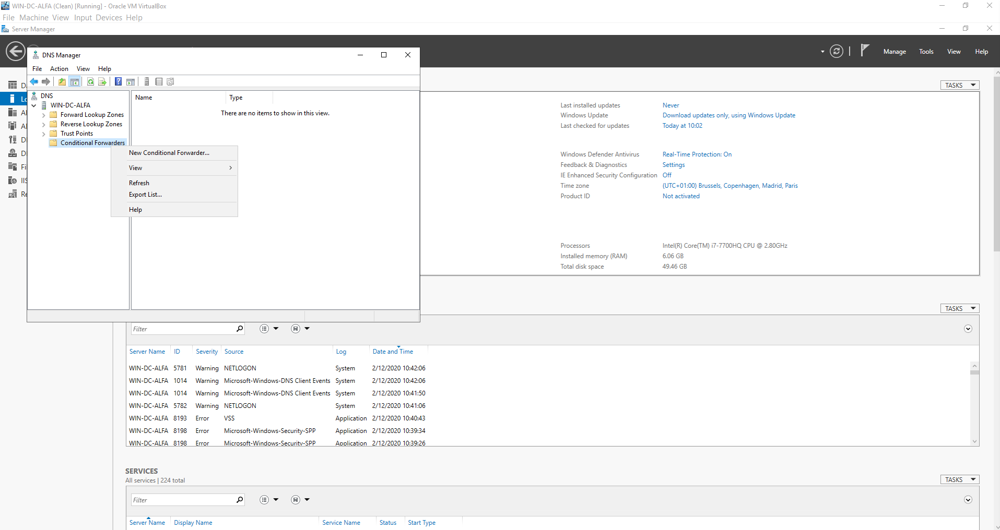 WIN-DC-ALFA (Clean) [Running] - Oracle VM VirtualBox
File Machine View Input Devices Help
Server Manager
Manage Tools View Help
DNS Manager
File Action View Help
DNS
WIN-DC-ALFA
Forward Lookup Zones
Reverse Lookup Zones
Trust Points
Conditional Forwarders
Name Type
There are no items to show in this view.
New Conditional Forwarder...
View
Refresh
Export List...
Help
TASKS
Last installed updates Never
Windows Update Download updates only, using Windows Update
Last checked for updates Today at 10:02
Windows Defender Antivirus Real-Time Protection: On
Feedback & Diagnostics Settings
IE Enhanced Security Configuration Off
Time zone (UTC+01:00) Brussels, Copenhagen, Madrid, Paris
Product ID Not activated
Processors Intel(R) Core(TM) i7-7700HQ CPU @ 2.80GHz
Installed memory (RAM) 6.06 GB
Total disk space 49.46 GB
TASKS
Filter
Server Name ID Severity Source Log Date and Time
WIN-DC-ALFA 5781 Warning NETLOGON System 2/12/2020 10:42:06
WIN-DC-ALFA 1014 Warning Microsoft-Windows-DNS Client Events System 2/12/2020 10:42:06
WIN-DC-ALFA 1014 Warning Microsoft-Windows-DNS Client Events System 2/12/2020 10:41:50
WIN-DC-ALFA 5782 Warning NETLOGON System 2/12/2020 10:41:06
WIN-DC-ALFA 8193 Error VSS Application 2/12/2020 10:40:43
WIN-DC-ALFA 8198 Error Microsoft-Windows-Security-SPP Application 2/12/2020 10:39:34
WIN-DC-ALFA 8198 Error Microsoft-Windows-Security-SPP Application 2/12/2020 10:39:26
SERVICES
All services | 224 total
TASKS
Filter
Server Name Display Name Service Name Status Start Type